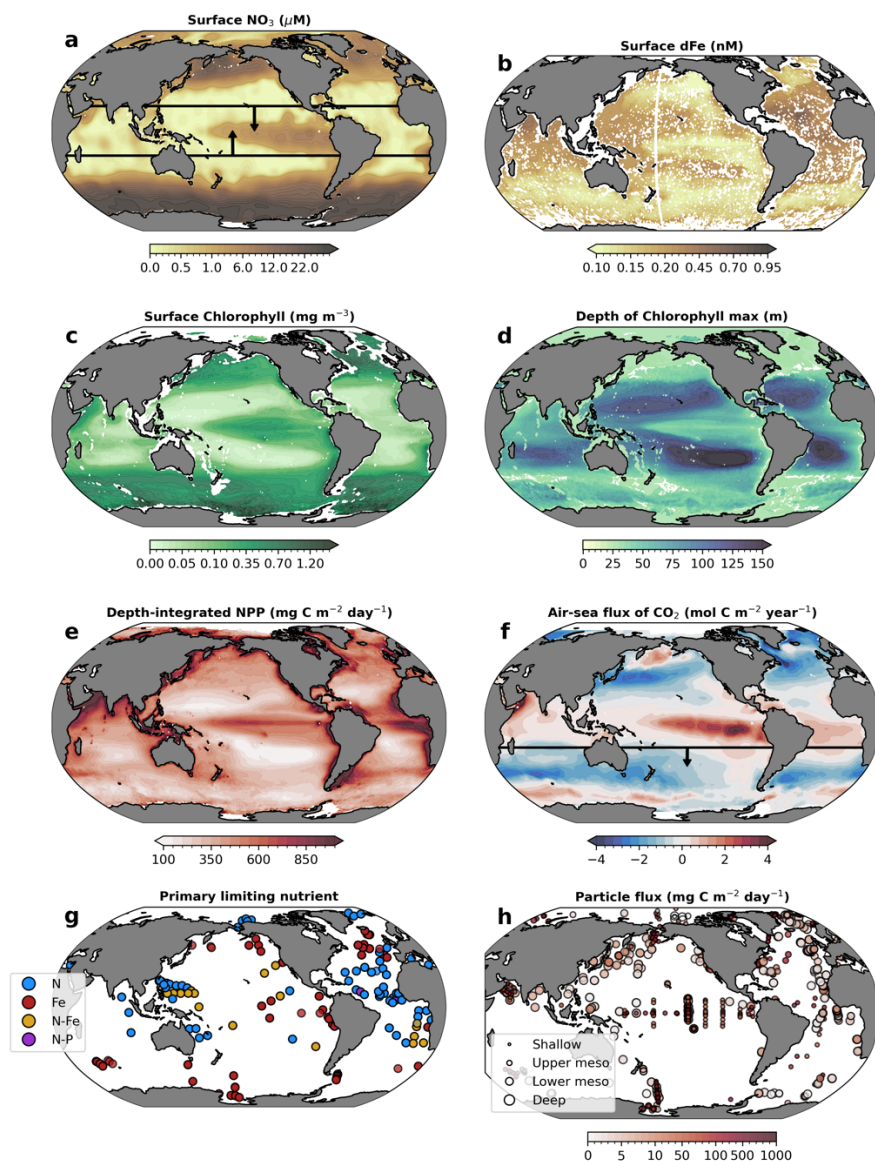 Surface NO₃ (μM)
a
0.0 0.5 1.0 6.0 12.0 22.0
Surface dFe (nM)
b
0.10 0.15 0.20 0.45 0.70 0.95
Surface Chlorophyll (mg m⁻³)
c
0.00 0.05 0.10 0.35 0.70 1.20
Depth of Chlorophyll max (m)
d
0 25 50 75 100 125 150
Depth-integrated NPP (mg C m⁻² day⁻¹)
e
100 350 600 850
Air-sea flux of CO₂ (mol C m⁻² year⁻¹)
f
−4 −2 0 2 4
Primary limiting nutrient
g
N
Fe
N-Fe
N-P
Particle flux (mg C m⁻² day⁻¹)
h
Shallow
Upper meso
Lower meso
Deep
0 5 10 50 100 500 1000